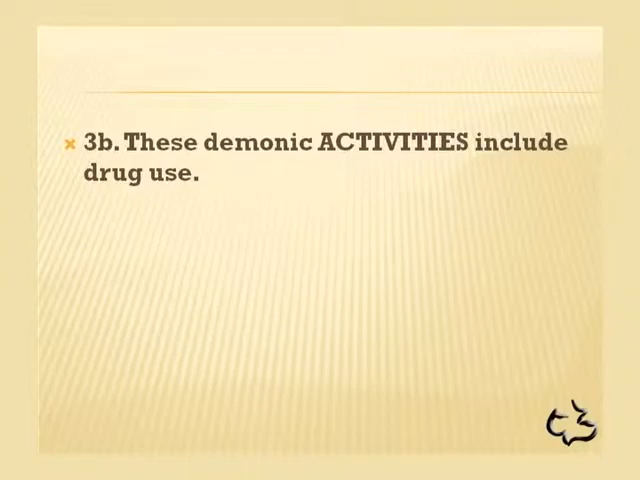 3b. These demonic ACTIVITIES include
drug use.